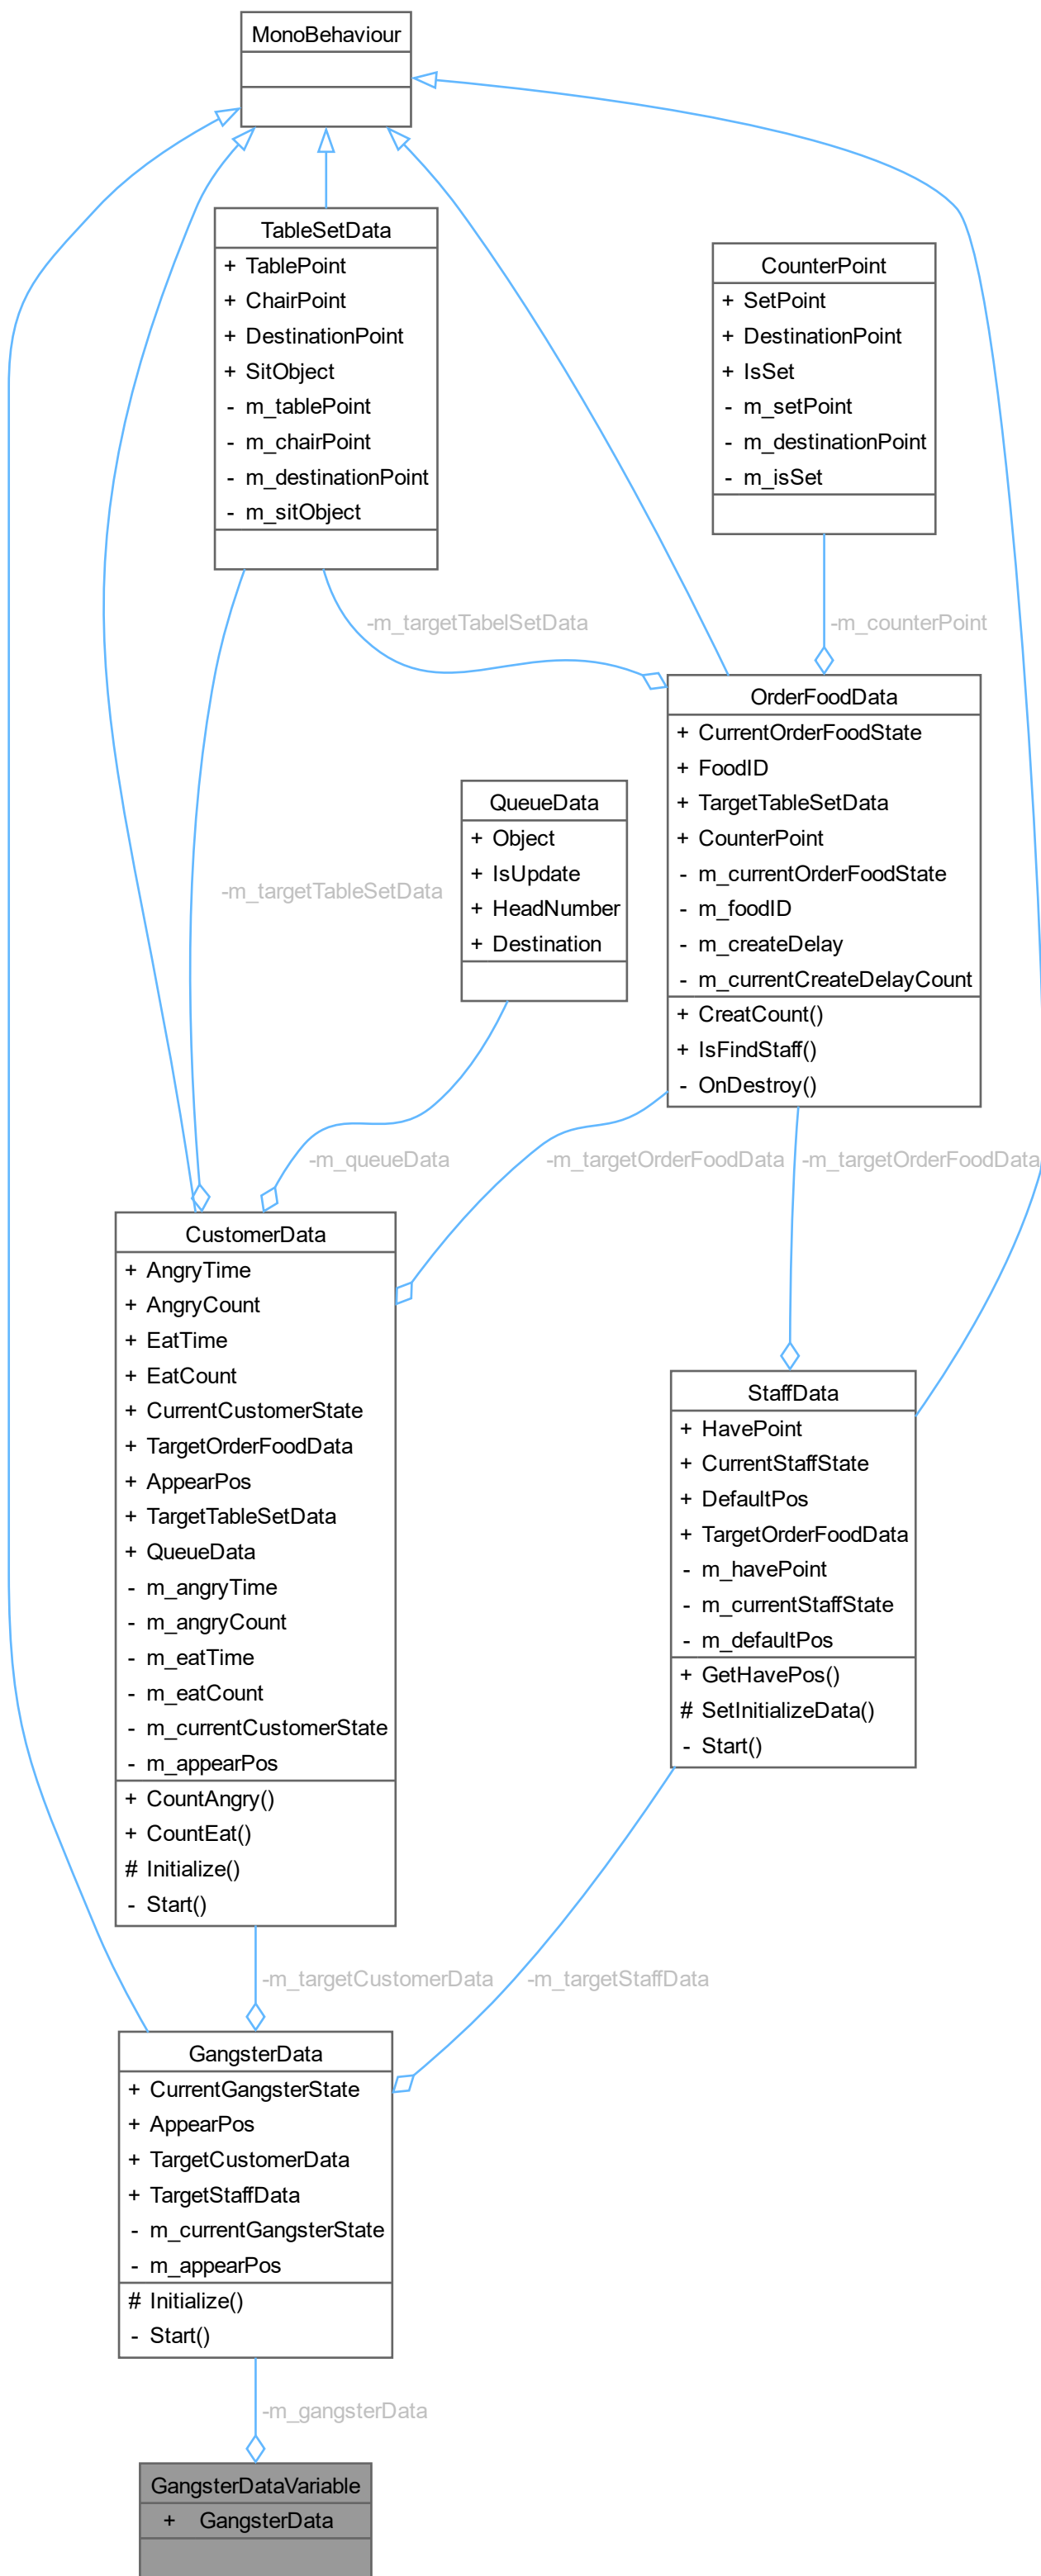 MonoBehaviour
TableSetData
+ TablePoint
+ ChairPoint
+ DestinationPoint
+ SitObject
- m_tablePoint
- m_chairPoint
- m_destinationPoint
- m_sitObject
CounterPoint
+ SetPoint
+ DestinationPoint
+ IsSet
- m_setPoint
- m_destinationPoint
- m_isSet
-m_targetTabelSetData
-m_counterPoint
OrderFoodData
+ CurrentOrderFoodState
+ FoodID
+ TargetTableSetData
+ CounterPoint
- m_currentOrderFoodState
- m_foodID
- m_createDelay
- m_currentCreateDelayCount
+ CreatCount()
+ IsFindStaff()
- OnDestroy()
QueueData
+ Object
+ IsUpdate
+ HeadNumber
+ Destination
-m_targetTableSetData
-m_queueData
-m_targetOrderFoodData
-m_targetOrderFoodData
CustomerData
+ AngryTime
+ AngryCount
+ EatTime
+ EatCount
+ CurrentCustomerState
+ TargetOrderFoodData
+ AppearPos
+ TargetTableSetData
+ QueueData
- m_angryTime
- m_angryCount
- m_eatTime
- m_eatCount
- m_currentCustomerState
- m_appearPos
+ CountAngry()
+ CountEat()
# Initialize()
- Start()
StaffData
+ HavePoint
+ CurrentStaffState
+ DefaultPos
+ TargetOrderFoodData
- m_havePoint
- m_currentStaffState
- m_defaultPos
+ GetHavePos()
# SetInitializeData()
- Start()
-m_targetCustomerData
-m_targetStaffData
GangsterData
+ CurrentGangsterState
+ AppearPos
+ TargetCustomerData
+ TargetStaffData
- m_currentGangsterState
- m_appearPos
# Initialize()
- Start()
-m_gangsterData
GangsterDataVariable
+ GangsterData